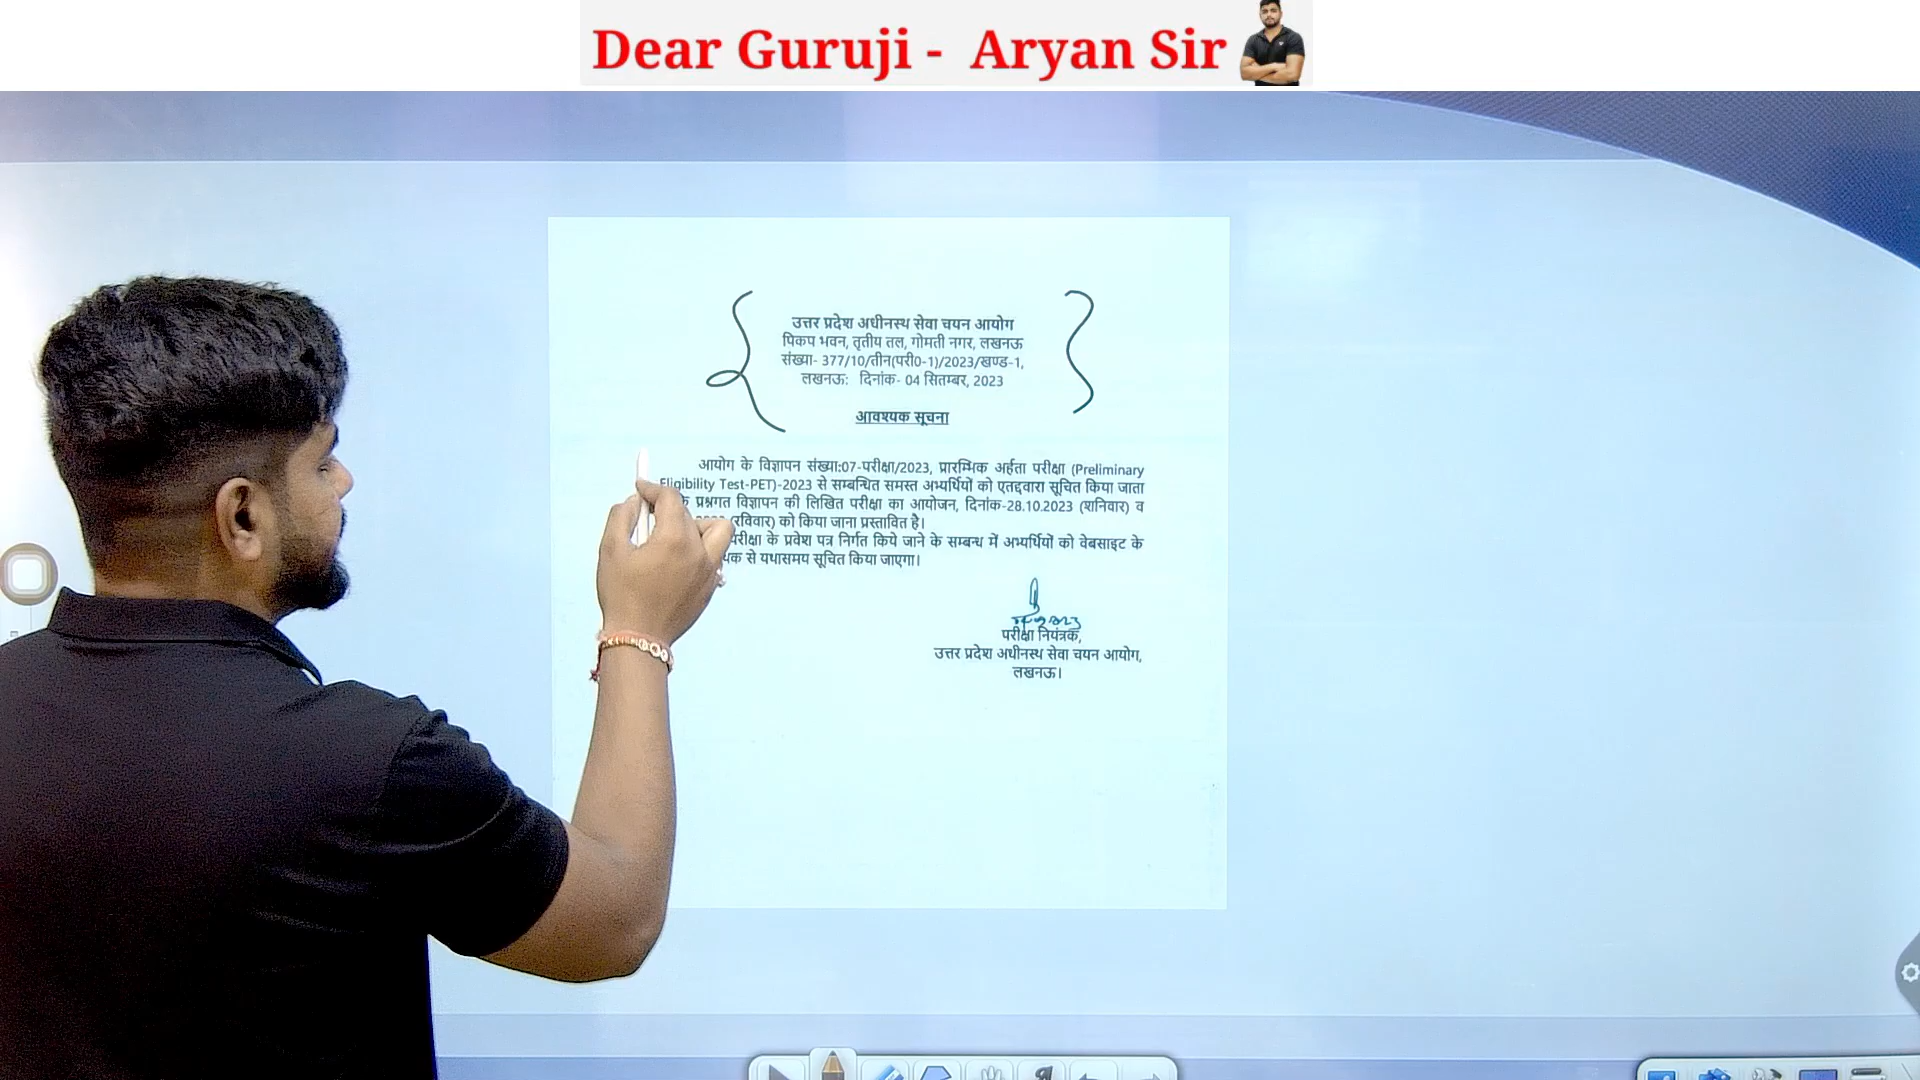 Dear Guruji - Aryan Sir
उत्तर प्रदेश अधीनस्थ सेवा चयन आयोग
पिकप भवन, तृतीय तल, गोमती नगर, लखनऊ
संख्या- 377/10/तीन(परी0-1)/2023/खण्ड-1,
लखनऊः दिनांक- 04 सितम्बर, 2023
आवश्यक सूचना
आयोग के विज्ञापन संख्या:07-परीक्षा/2023, प्रारम्भिक अर्हता परीक्षा (Preliminary
Eligibility Test-PET)-2023 से सम्बन्धित समस्त अभ्यर्थियों को एतद्द्वारा सूचित किया जाता
प्रश्नगत विज्ञापन की लिखित परीक्षा का आयोजन, दिनांक-28.10.2023 (शनिवार) व
(रविवार) को किया जाना प्रस्तावित है।
परीक्षा के प्रवेश पत्र निर्गत किये जाने के सम्बन्ध में अभ्यर्थियों को वेबसाइट के
से यथासमय सूचित किया जाएगा।
परीक्षा नियंत्रक,
उत्तर प्रदेश अधीनस्थ सेवा चयन आयोग,
लखनऊ।